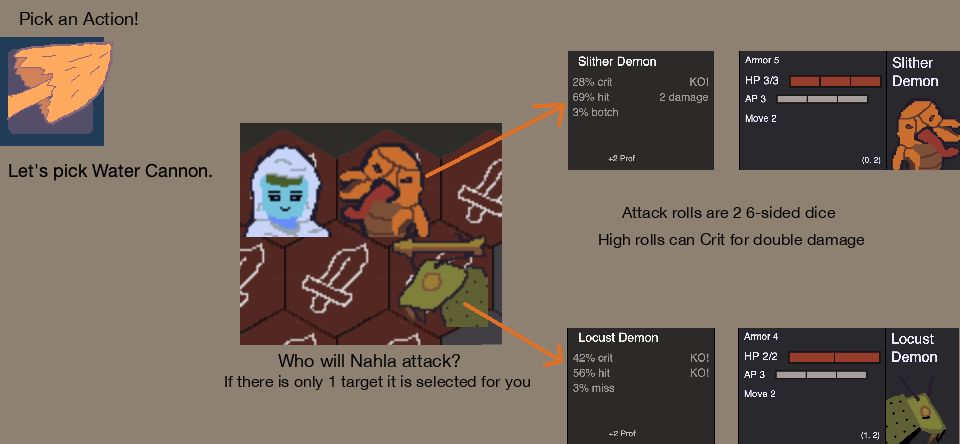 Pick an Action!
Let's pick Water Cannon.
Who will Nahla attack?
If there is only 1 target it is selected for you
Slither Demon
28% crit KO!
69% hit 2 damage
3% botch
+2 Prof
Armor 5
HP 3/3
AP 3
Move 2
(0, 2)
Slither
Demon
Attack rolls are 2 6-sided dice
High rolls can Crit for double damage
Locust Demon
42% crit KO!
56% hit KO!
3% miss
+2 Prof
Armor 4
HP 2/2
AP 3
Move 2
(1, 2)
Locust
Demon